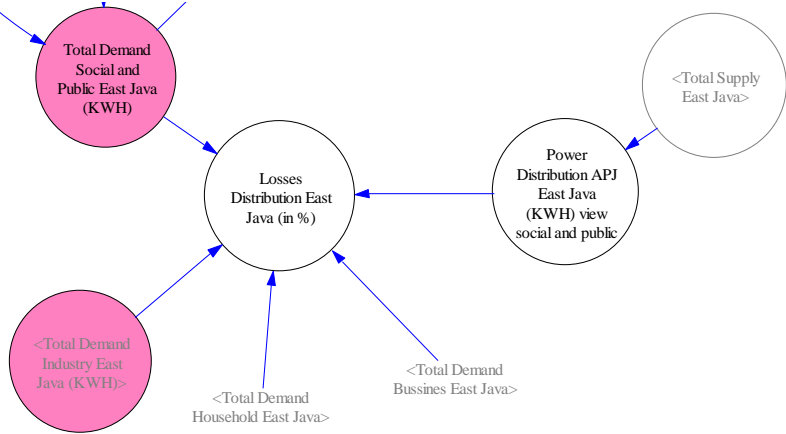 Total Demand
Social and
Public East Java
(KWH)
<Total Supply
East Java>
Losses
Distribution East
Java (in %)
Power
Distribution APJ
East Java
(KWH) view
social and public
<Total Demand
Industry East
Java (KWH)>
<Total Demand
Household East Java>
<Total Demand
Bussines East Java>